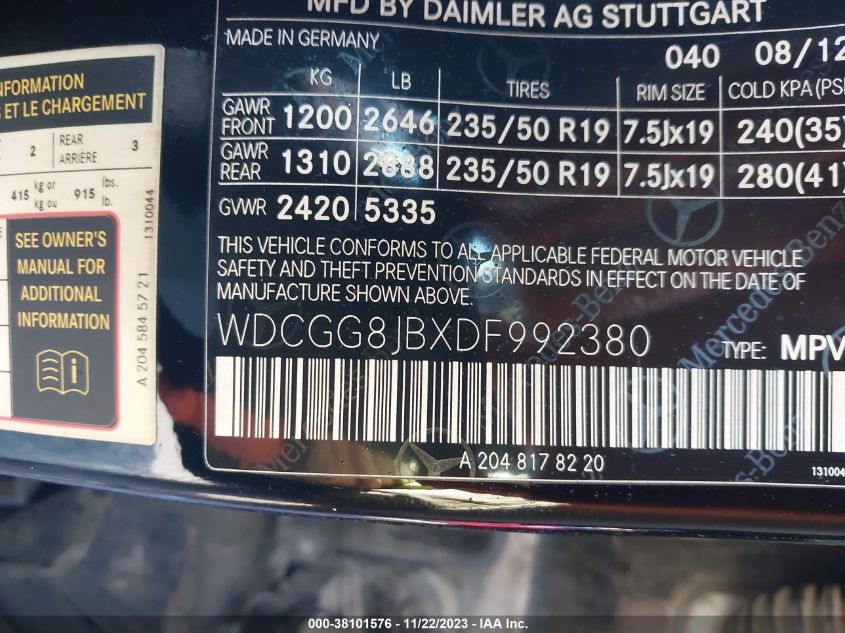 MFD BY DAIMLER AG STUTTGART
MADE IN GERMANY 040 08/12
KG LB TIRES RIM SIZE COLD KPA(PSI
GAWR FRONT 1200 2646 235/50 R19 7.5Jx19 240(35)
GAWR REAR 1310 2888 235/50 R19 7.5Jx19 280(41)
GVWR 2420 5335
THIS VEHICLE CONFORMS TO ALL APPLICABLE FEDERAL MOTOR VEHICLE
SAFETY AND THEFT PREVENTION STANDARDS IN EFFECT ON THE DATE OF
MANUFACTURE SHOWN ABOVE.
WDCGG8JBXDF992380 TYPE: MPV
A 204 817 82 20
131004
NFORMATION
ET LE CHARGEMENT
2 REAR ARRIÈRE 3
415 kg or kg ou 915 lbs. lb.
SEE OWNER'S
MANUAL FOR
ADDITIONAL
INFORMATION
A 204 584 57 21
1310044
Mercedes-Benz
000-38101576 - 11/22/2023 - IAA Inc.